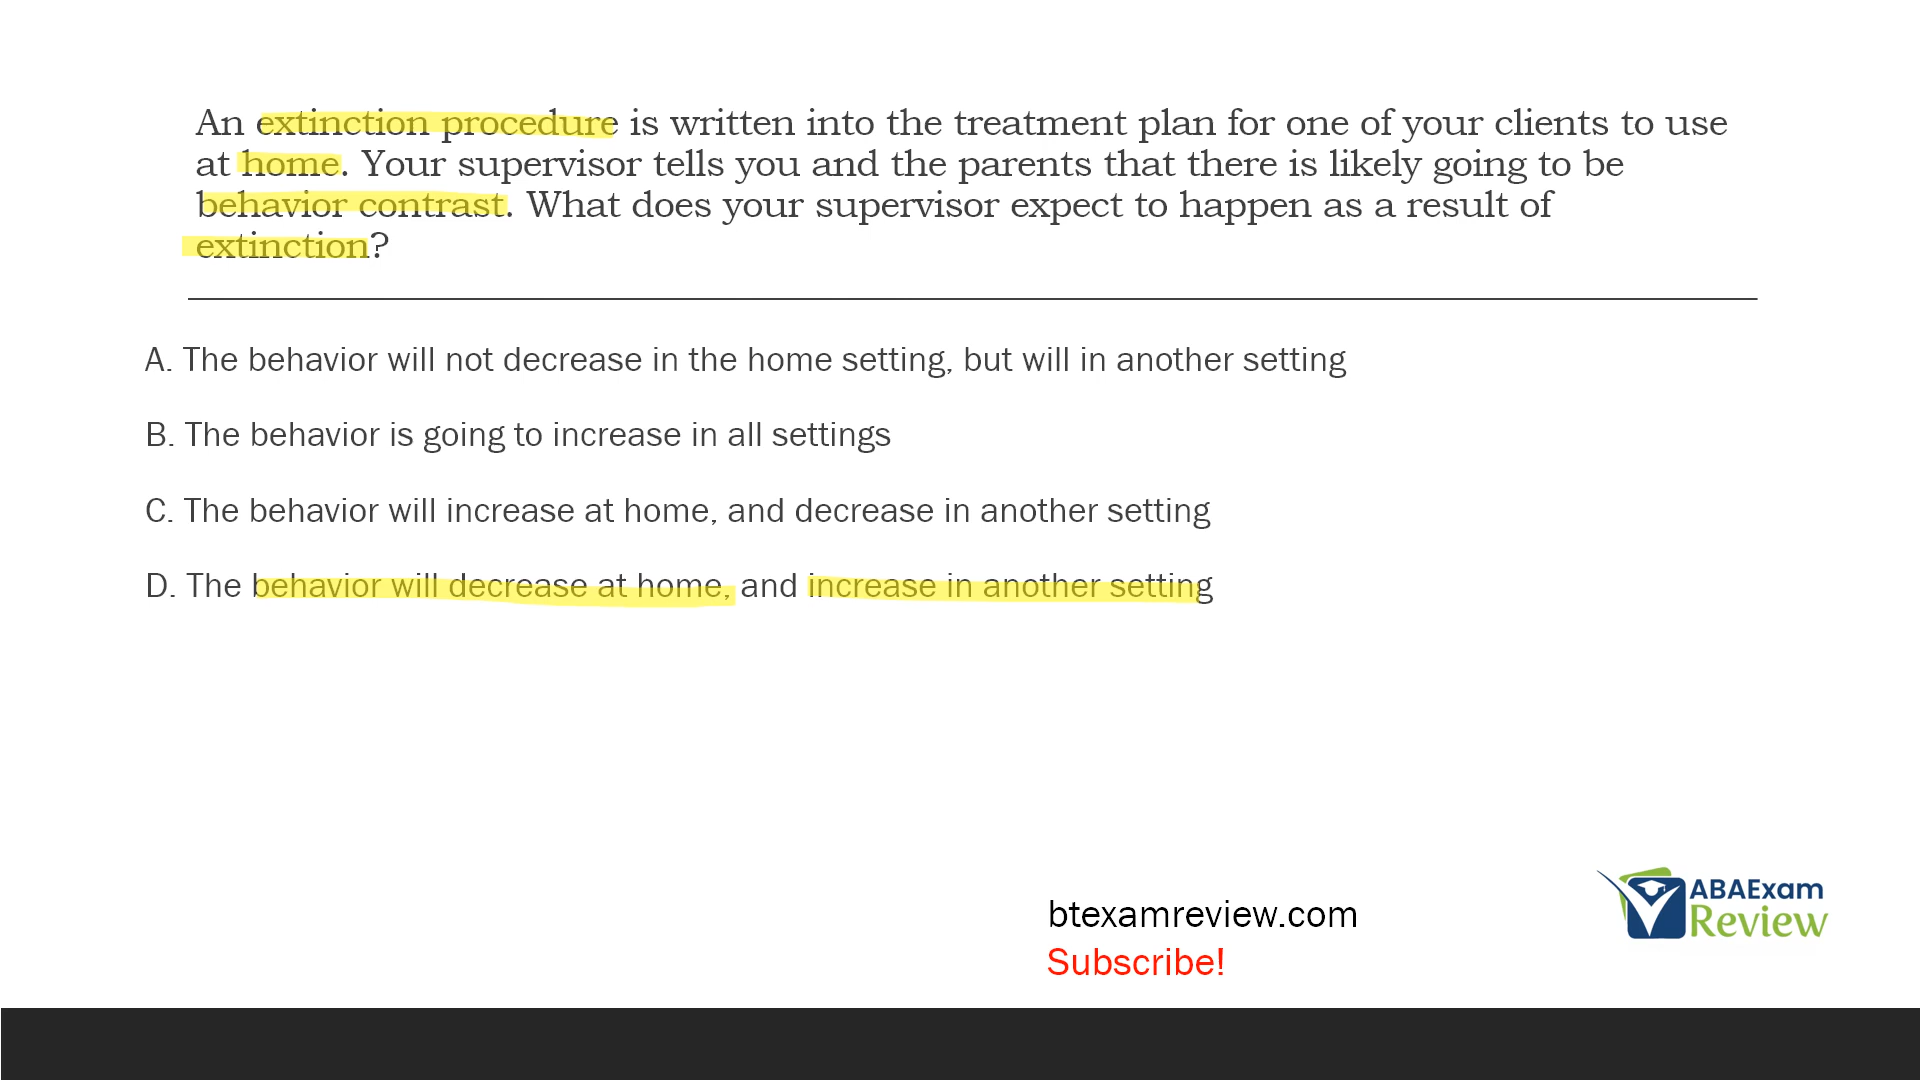 An extinction procedure is written into the treatment plan for one of your clients to use
at home. Your supervisor tells you and the parents that there is likely going to be
behavior contrast. What does your supervisor expect to happen as a result of
extinction?
A. The behavior will not decrease in the home setting, but will in another setting
B. The behavior is going to increase in all settings
C. The behavior will increase at home, and decrease in another setting
D. The behavior will decrease at home, and increase in another setting
btexamreview.com
Subscribe!
ABAExam
Review